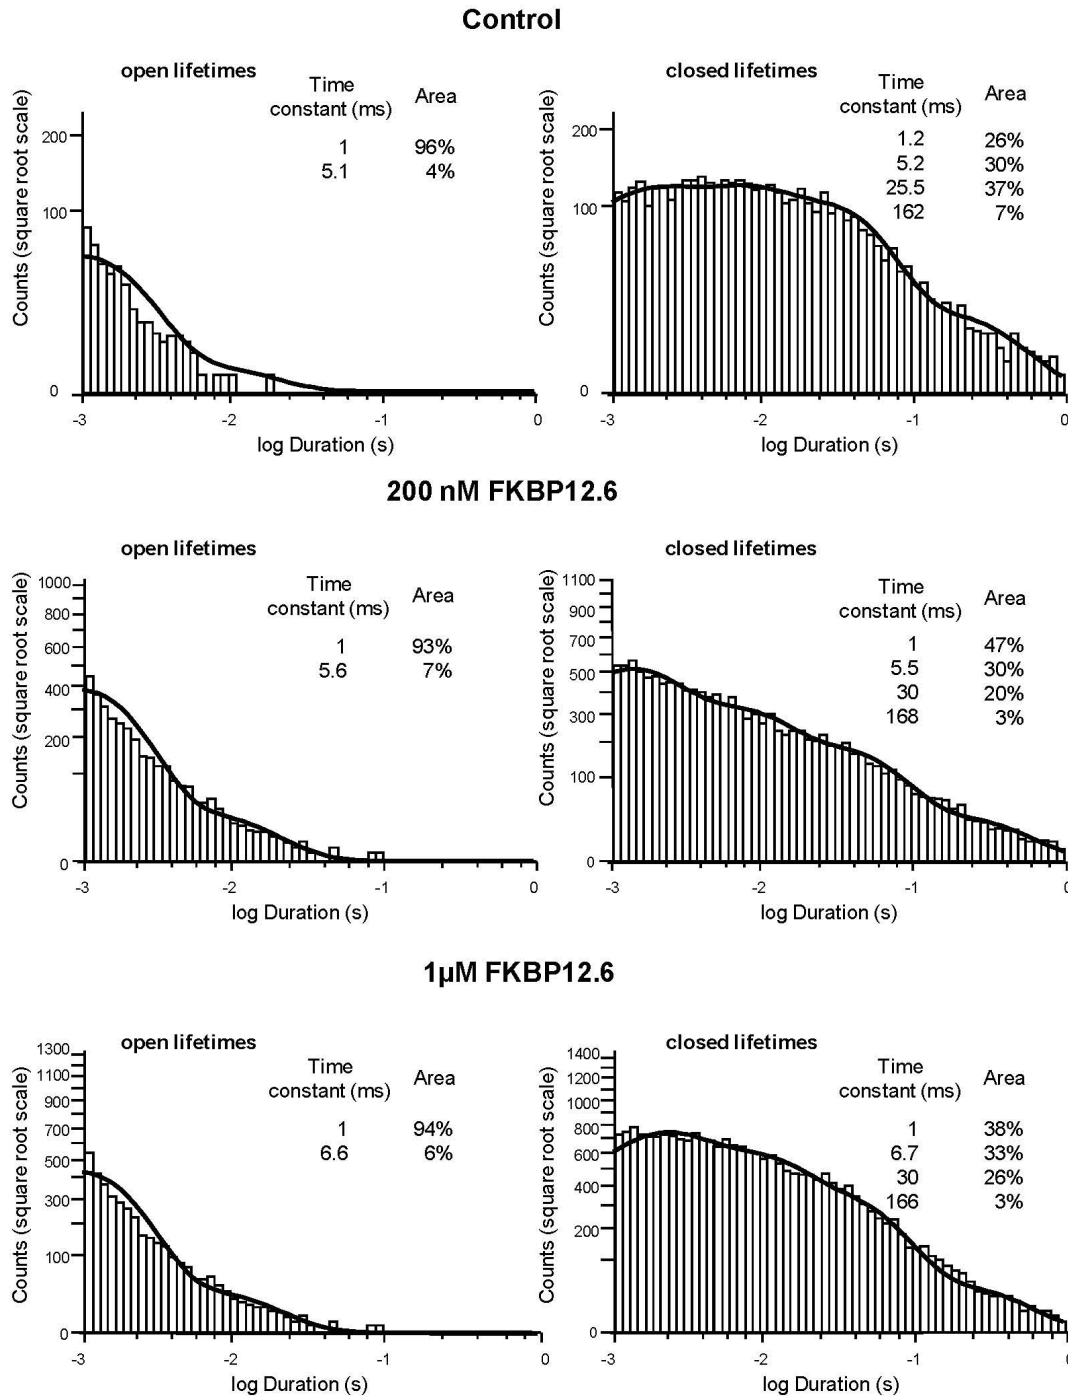 Control
open lifetimes
Time
constant (ms)
Area
1 96%
5.1 4%
Counts (square root scale)
200
100
0
-3 -2 -1 0
log Duration (s)
closed lifetimes
Time
constant (ms)
Area
1.2 26%
5.2 30%
25.5 37%
162 7%
Counts (square root scale)
200
100
0
-3 -2 -1 0
log Duration (s)
200 nM FKBP12.6
open lifetimes
Time
constant (ms)
Area
1 93%
5.6 7%
Counts (square root scale)
1000
800
600
400
200
0
-3 -2 -1 0
log Duration (s)
closed lifetimes
Time
constant (ms)
Area
1 47%
5.5 30%
30 20%
168 3%
Counts (square root scale)
1100
900
700
500
300
100
0
-3 -2 -1 0
log Duration (s)
1µM FKBP12.6
open lifetimes
Time
constant (ms)
Area
1 94%
6.6 6%
Counts (square root scale)
1300
1100
900
700
500
300
100
0
-3 -2 -1 0
log Duration (s)
closed lifetimes
Time
constant (ms)
Area
1 38%
6.7 33%
30 26%
166 3%
Counts (square root scale)
1400
1200
1000
800
600
400
200
0
-3 -2 -1 0
log Duration (s)